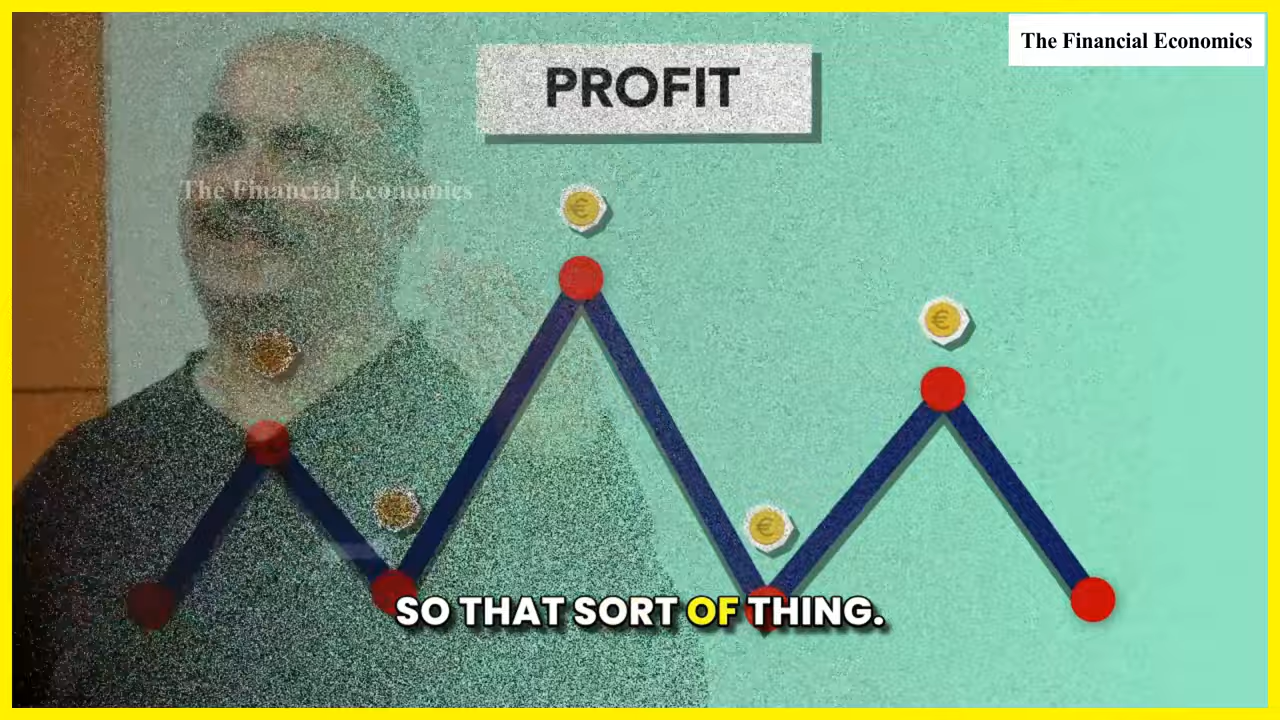 The Financial Economics
PROFIT
The Financial Economics
€
€
€
SO THAT SORT OF THING.